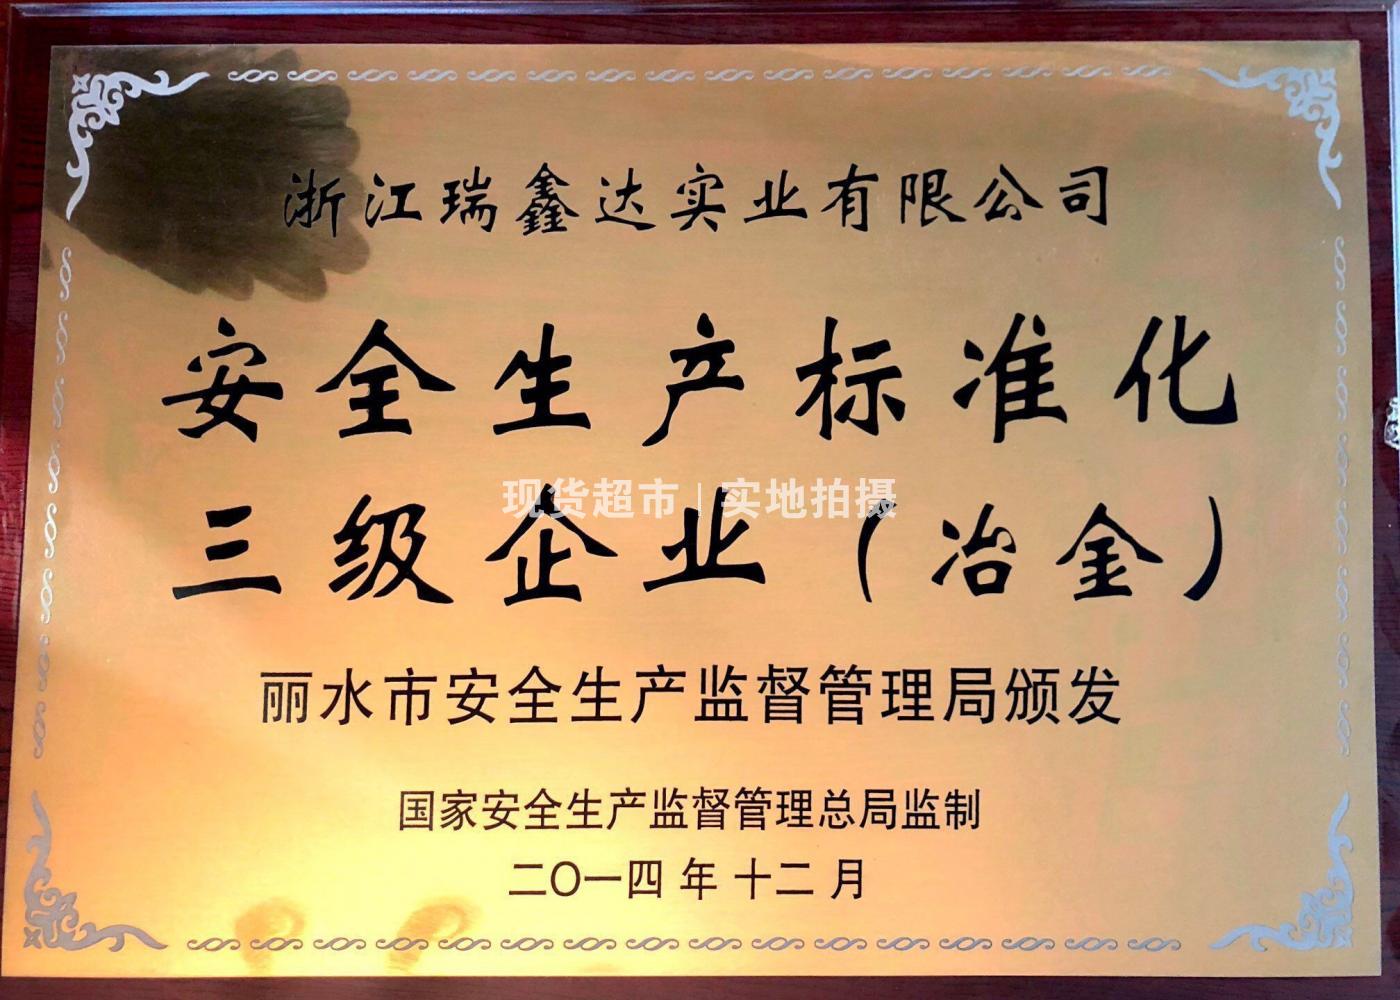 浙江瑞鑫达实业有限公司
安全生产标准化
现货超市 | 实地拍摄
三级企业（冶金）
丽水市安全生产监督管理局颁发
国家安全生产监督管理总局监制
二〇一四 年 十二 月